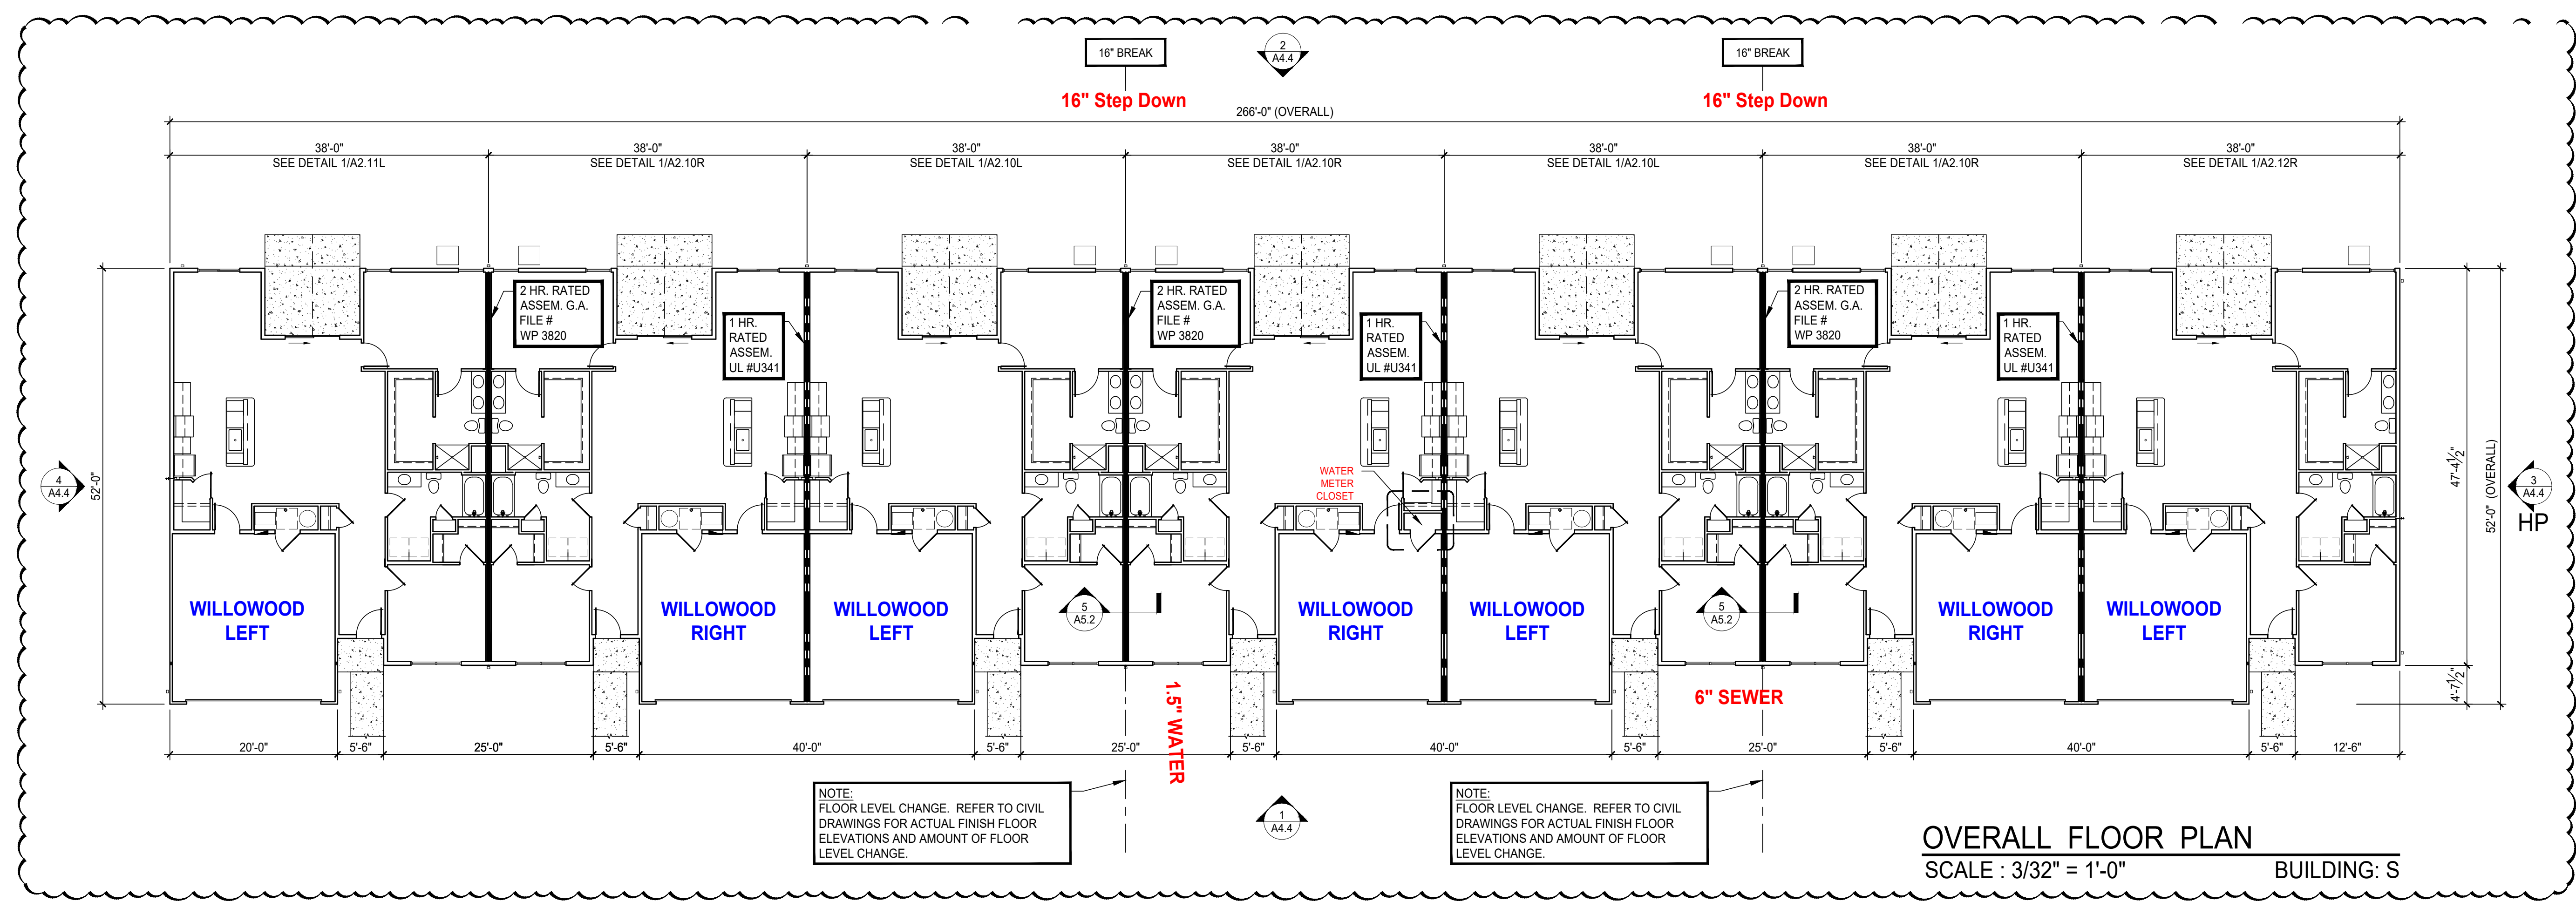 16" BREAK
2
A4.4
16" BREAK
16" Step Down
16" Step Down
266'-0" (OVERALL)
38'-0"
38'-0"
38'-0"
38'-0"
38'-0"
38'-0"
38'-0"
SEE DETAIL 1/A2.11L
SEE DETAIL 1/A2.10R
SEE DETAIL 1/A2.10L
SEE DETAIL 1/A2.10R
SEE DETAIL 1/A2.10L
SEE DETAIL 1/A2.10R
SEE DETAIL 1/A2.12R
2 HR. RATED
ASSEM. G.A.
FILE #
WP 3820
1 HR.
RATED
ASSEM.
UL #U341
2 HR. RATED
ASSEM. G.A.
FILE #
WP 3820
1 HR.
RATED
ASSEM.
UL #U341
2 HR. RATED
ASSEM. G.A.
FILE #
WP 3820
1 HR.
RATED
ASSEM.
UL #U341
4
A4.4
52'-0"
WATER
METER
CLOSET
47'-4½"
52'-0" (OVERALL)
3
A4.4
HP
WILLOWOOD
LEFT
WILLOWOOD
RIGHT
WILLOWOOD
LEFT
5
A5.2
WILLOWOOD
RIGHT
WILLOWOOD
LEFT
5
A5.2
WILLOWOOD
RIGHT
WILLOWOOD
LEFT
4'-7½"
1.5" WATER
6" SEWER
20'-0"
5'-6"
25'-0"
5'-6"
40'-0"
5'-6"
25'-0"
5'-6"
40'-0"
5'-6"
25'-0"
5'-6"
40'-0"
5'-6"
12'-6"
NOTE:
FLOOR LEVEL CHANGE. REFER TO CIVIL
DRAWINGS FOR ACTUAL FINISH FLOOR
ELEVATIONS AND AMOUNT OF FLOOR
LEVEL CHANGE.
1
A4.4
NOTE:
FLOOR LEVEL CHANGE. REFER TO CIVIL
DRAWINGS FOR ACTUAL FINISH FLOOR
ELEVATIONS AND AMOUNT OF FLOOR
LEVEL CHANGE.
OVERALL FLOOR PLAN
SCALE : 3/32" = 1'-0"
BUILDING: S